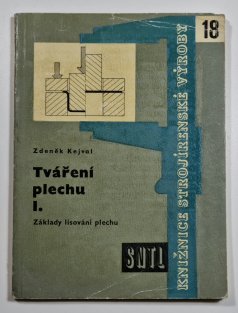 18
KNIŽNICE STROJÍRENSKÉ VÝROBY
Zdeněk Kejval
Tváření
plechu
I.
Základy lisování plechu
SNTL